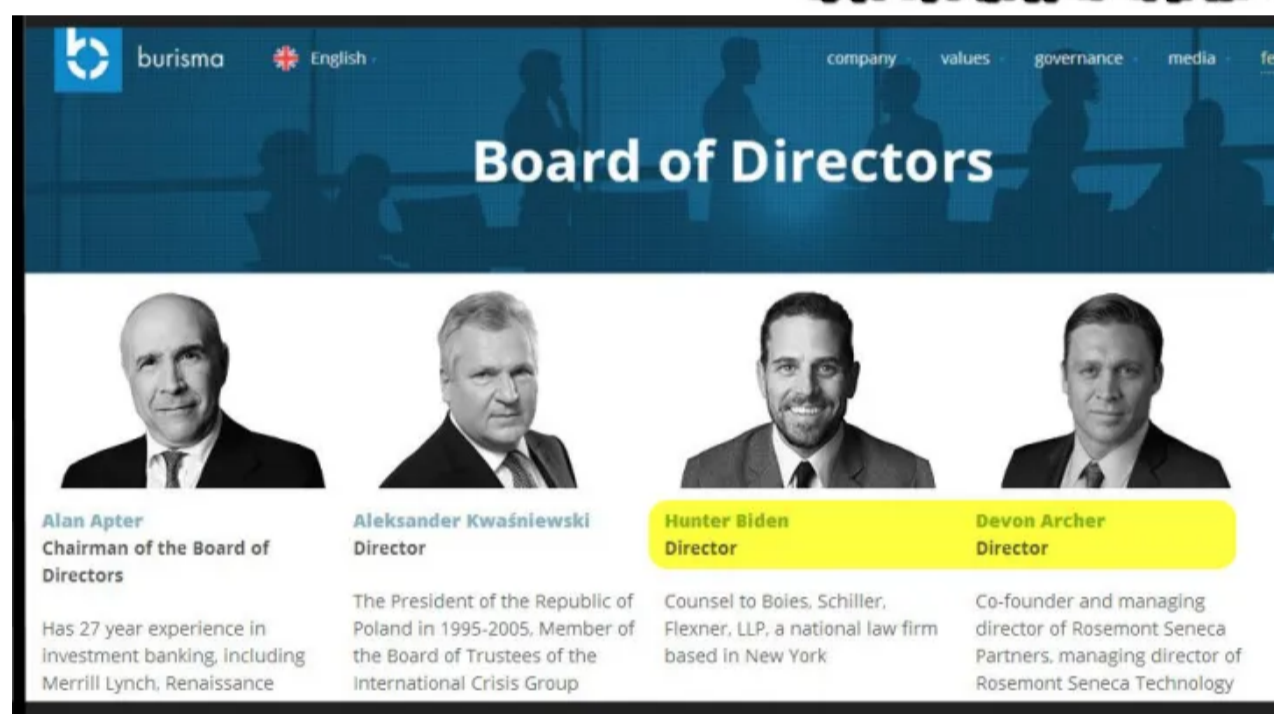 burisma English company values governance media fe
Board of Directors
Alan Apter
Chairman of the Board of
Directors
Has 27 year experience in
investment banking, including
Merrill Lynch, Renaissance
Aleksander Kwaśniewski
Director
The President of the Republic of
Poland in 1995-2005, Member of
the Board of Trustees of the
International Crisis Group
Hunter Biden
Director
Counsel to Boies, Schiller,
Flexner, LLP, a national law firm
based in New York
Devon Archer
Director
Co-founder and managing
director of Rosemont Seneca
Partners, managing director of
Rosemont Seneca Technology